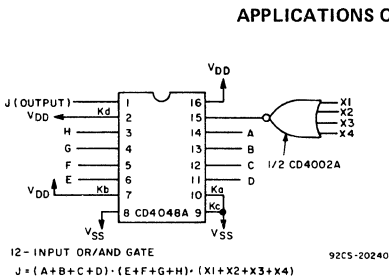 APPLICATIONS O
VDD
J (OUTPUT) 1 16
VDD Kd 2 15 X1
X2
X3
X4
H 3 14 A
G 4 13 B 1/2 CD4002A
F 5 12 C
E 6 11 D
VDD Kb 7 10 Ka
8 CD4048A 9 Kc
VSS VSS
12-INPUT OR/AND GATE
92CS-20240
J = (A+B+C+D)·(E+F+G+H)·(X1+X2+X3+X4)